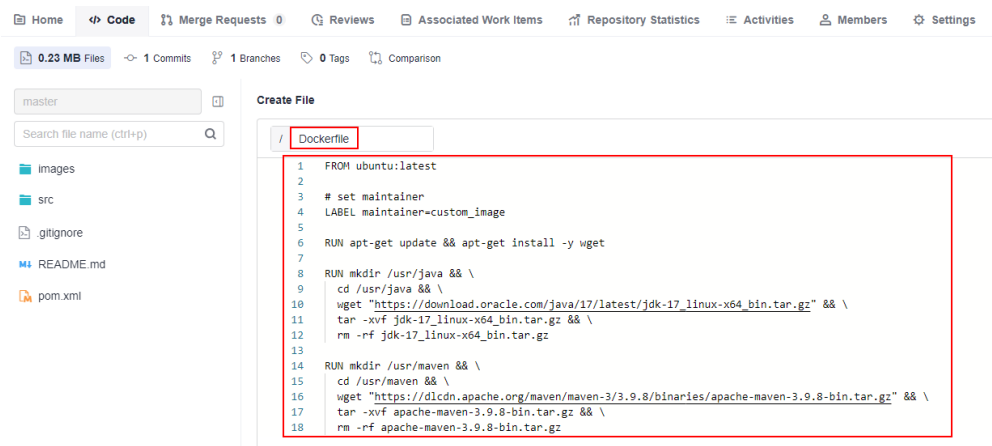 Home Code Merge Requests 0 Reviews Associated Work Items Repository Statistics Activities Members Settings
0.23 MB Files 1 Commits 1 Branches 0 Tags Comparison
master
Search file name (ctrl+p)
images
src
.gitignore
README.md
pom.xml
Create File
/ Dockerfile
1 FROM ubuntu:latest
2
3 # set maintainer
4 LABEL maintainer=custom_image
5
6 RUN apt-get update && apt-get install -y wget
7
8 RUN mkdir /usr/java && \
9 cd /usr/java && \
10 wget "https://download.oracle.com/java/17/latest/jdk-17_linux-x64_bin.tar.gz" && \
11 tar -xvf jdk-17_linux-x64_bin.tar.gz && \
12 rm -rf jdk-17_linux-x64_bin.tar.gz
13
14 RUN mkdir /usr/maven && \
15 cd /usr/maven && \
16 wget "https://dlcdn.apache.org/maven/maven-3/3.9.8/binaries/apache-maven-3.9.8-bin.tar.gz" && \
17 tar -xvf apache-maven-3.9.8-bin.tar.gz && \
18 rm -rf apache-maven-3.9.8-bin.tar.gz